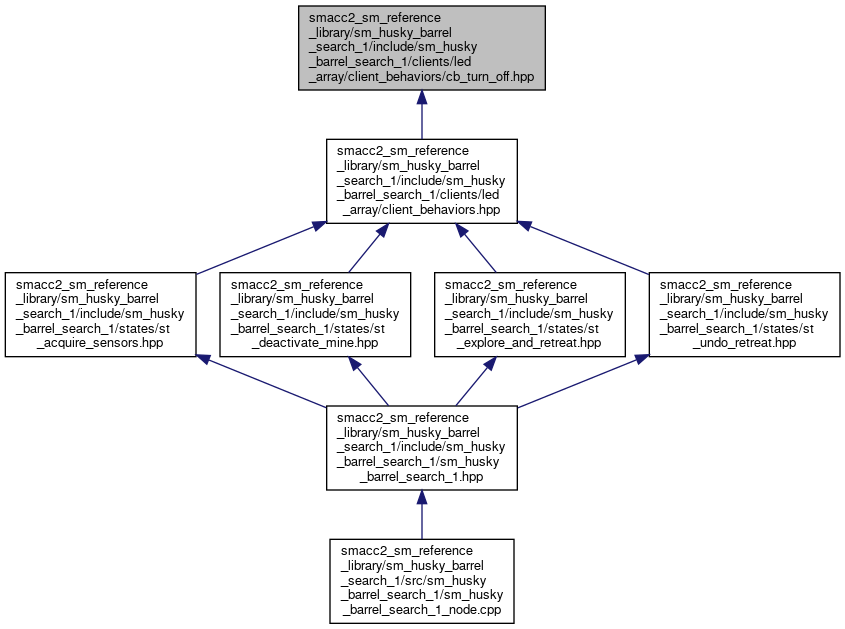 smacc2_sm_reference
_library/sm_husky_barrel
_search_1/include/sm_husky
_barrel_search_1/clients/led
_array/client_behaviors/cb_turn_off.hpp
smacc2_sm_reference
_library/sm_husky_barrel
_search_1/include/sm_husky
_barrel_search_1/clients/led
_array/client_behaviors.hpp
smacc2_sm_reference
_library/sm_husky_barrel
_search_1/include/sm_husky
_barrel_search_1/states/st
_acquire_sensors.hpp
smacc2_sm_reference
_library/sm_husky_barrel
_search_1/include/sm_husky
_barrel_search_1/states/st
_deactivate_mine.hpp
smacc2_sm_reference
_library/sm_husky_barrel
_search_1/include/sm_husky
_barrel_search_1/states/st
_explore_and_retreat.hpp
smacc2_sm_reference
_library/sm_husky_barrel
_search_1/include/sm_husky
_barrel_search_1/states/st
_undo_retreat.hpp
smacc2_sm_reference
_library/sm_husky_barrel
_search_1/include/sm_husky
_barrel_search_1/sm_husky
_barrel_search_1.hpp
smacc2_sm_reference
_library/sm_husky_barrel
_search_1/src/sm_husky
_barrel_search_1/sm_husky
_barrel_search_1_node.cpp